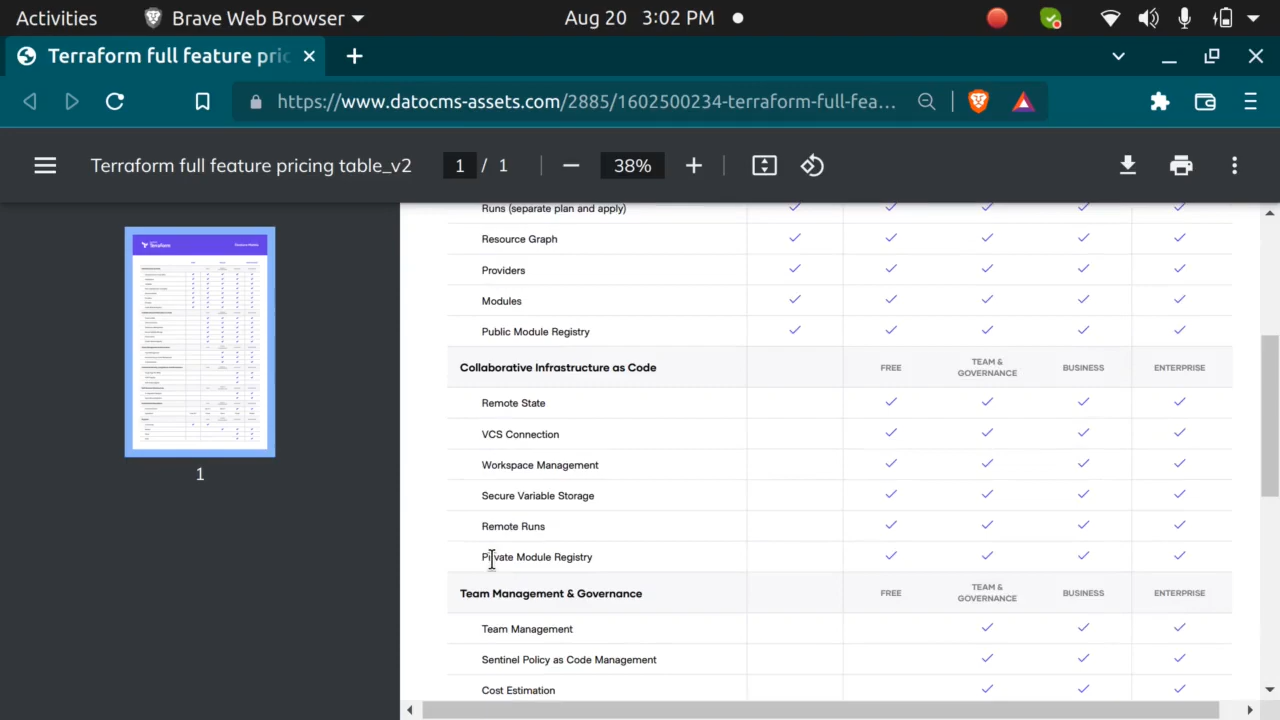 Activities Brave Web Browser Aug 20 3:02 PM
Terraform full feature pric
https://www.datocms-assets.com/2885/1602500234-terraform-full-fea...
Terraform full feature pricing table_v2 1 / 1 38%
Runs (separate plan and apply)
Resource Graph
Providers
Modules
Public Module Registry
Collaborative Infrastructure as Code FREE TEAM & GOVERNANCE BUSINESS ENTERPRISE
Remote State
VCS Connection
Workspace Management
Secure Variable Storage
Remote Runs
Private Module Registry
Team Management & Governance FREE TEAM & GOVERNANCE BUSINESS ENTERPRISE
Team Management
Sentinel Policy as Code Management
Cost Estimation
Terraform
1